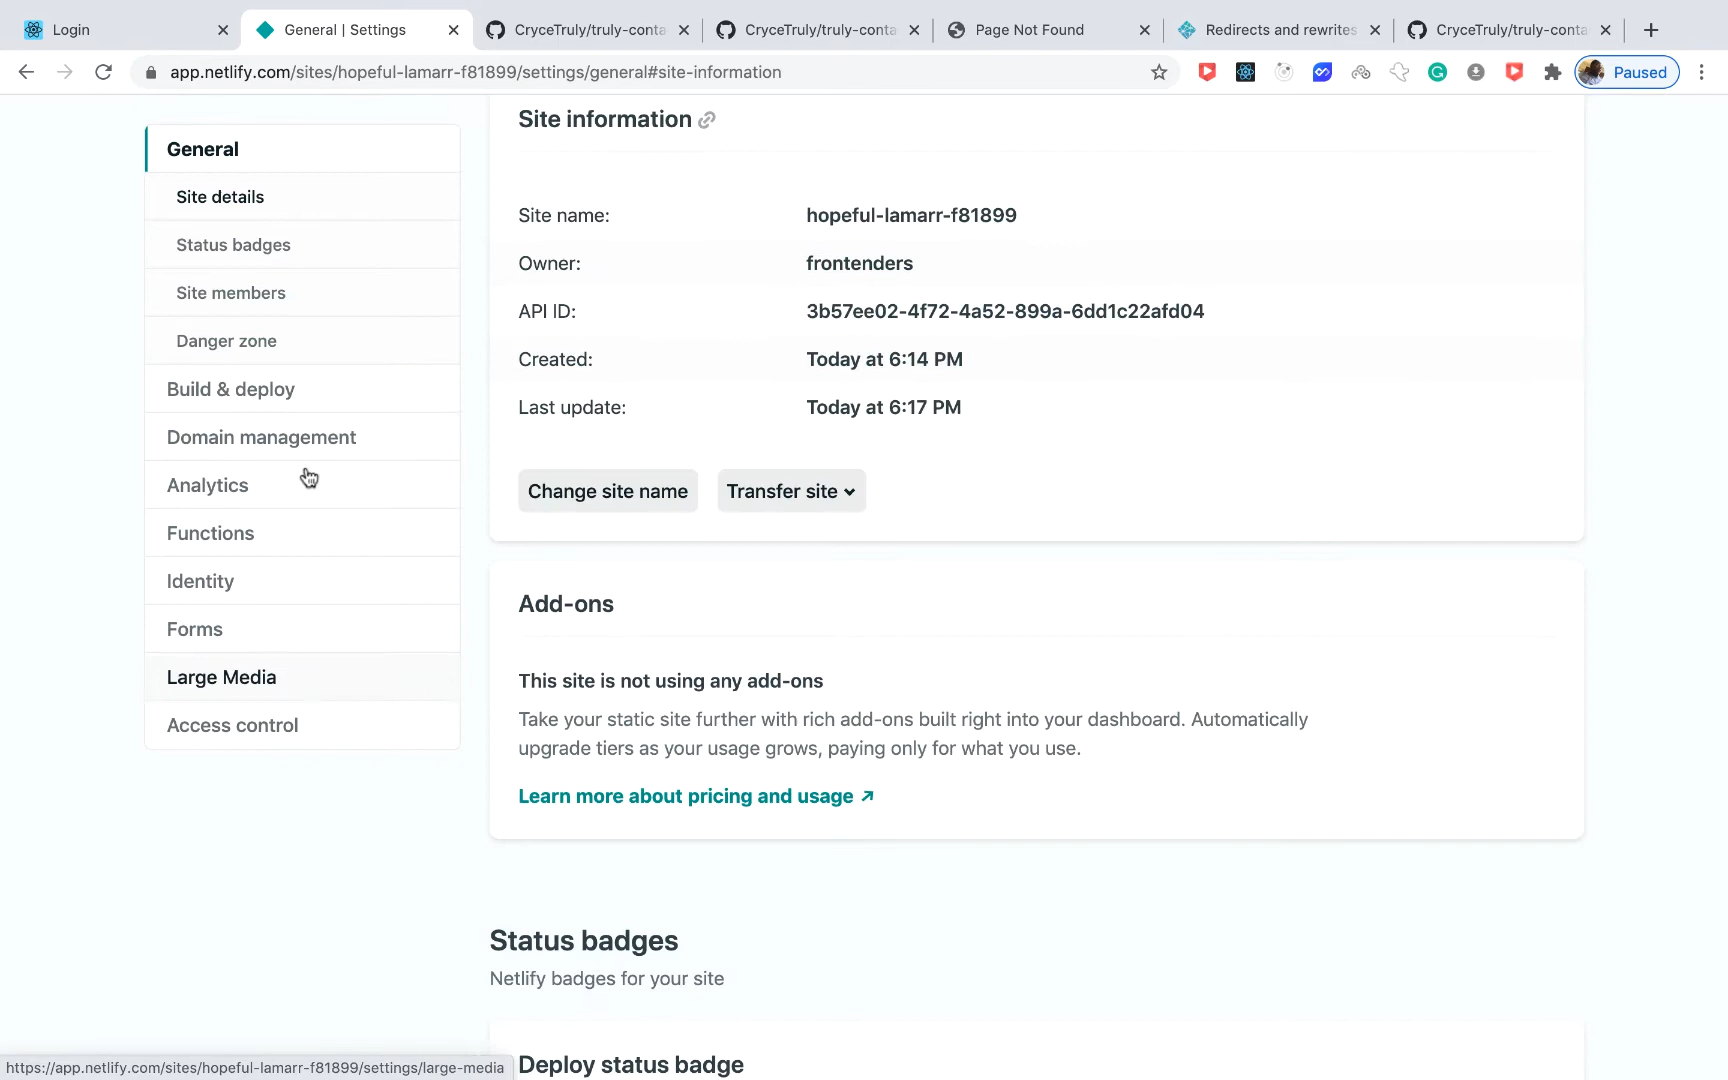 Login
General | Settings
CryceTruly/truly-conta
CryceTruly/truly-conta
Page Not Found
Redirects and rewrites
CryceTruly/truly-conta
app.netlify.com/sites/hopeful-lamarr-f81899/settings/general#site-information
Paused
General
Site details
Status badges
Site members
Danger zone
Build & deploy
Domain management
Analytics
Functions
Identity
Forms
Large Media
Access control
Site information
Site name: hopeful-lamarr-f81899
Owner: frontenders
API ID: 3b57ee02-4f72-4a52-899a-6dd1c22afd04
Created: Today at 6:14 PM
Last update: Today at 6:17 PM
Change site name
Transfer site
Add-ons
This site is not using any add-ons
Take your static site further with rich add-ons built right into your dashboard. Automatically
upgrade tiers as your usage grows, paying only for what you use.
Learn more about pricing and usage
Status badges
Netlify badges for your site
Deploy status badge
https://app.netlify.com/sites/hopeful-lamarr-f81899/settings/large-media